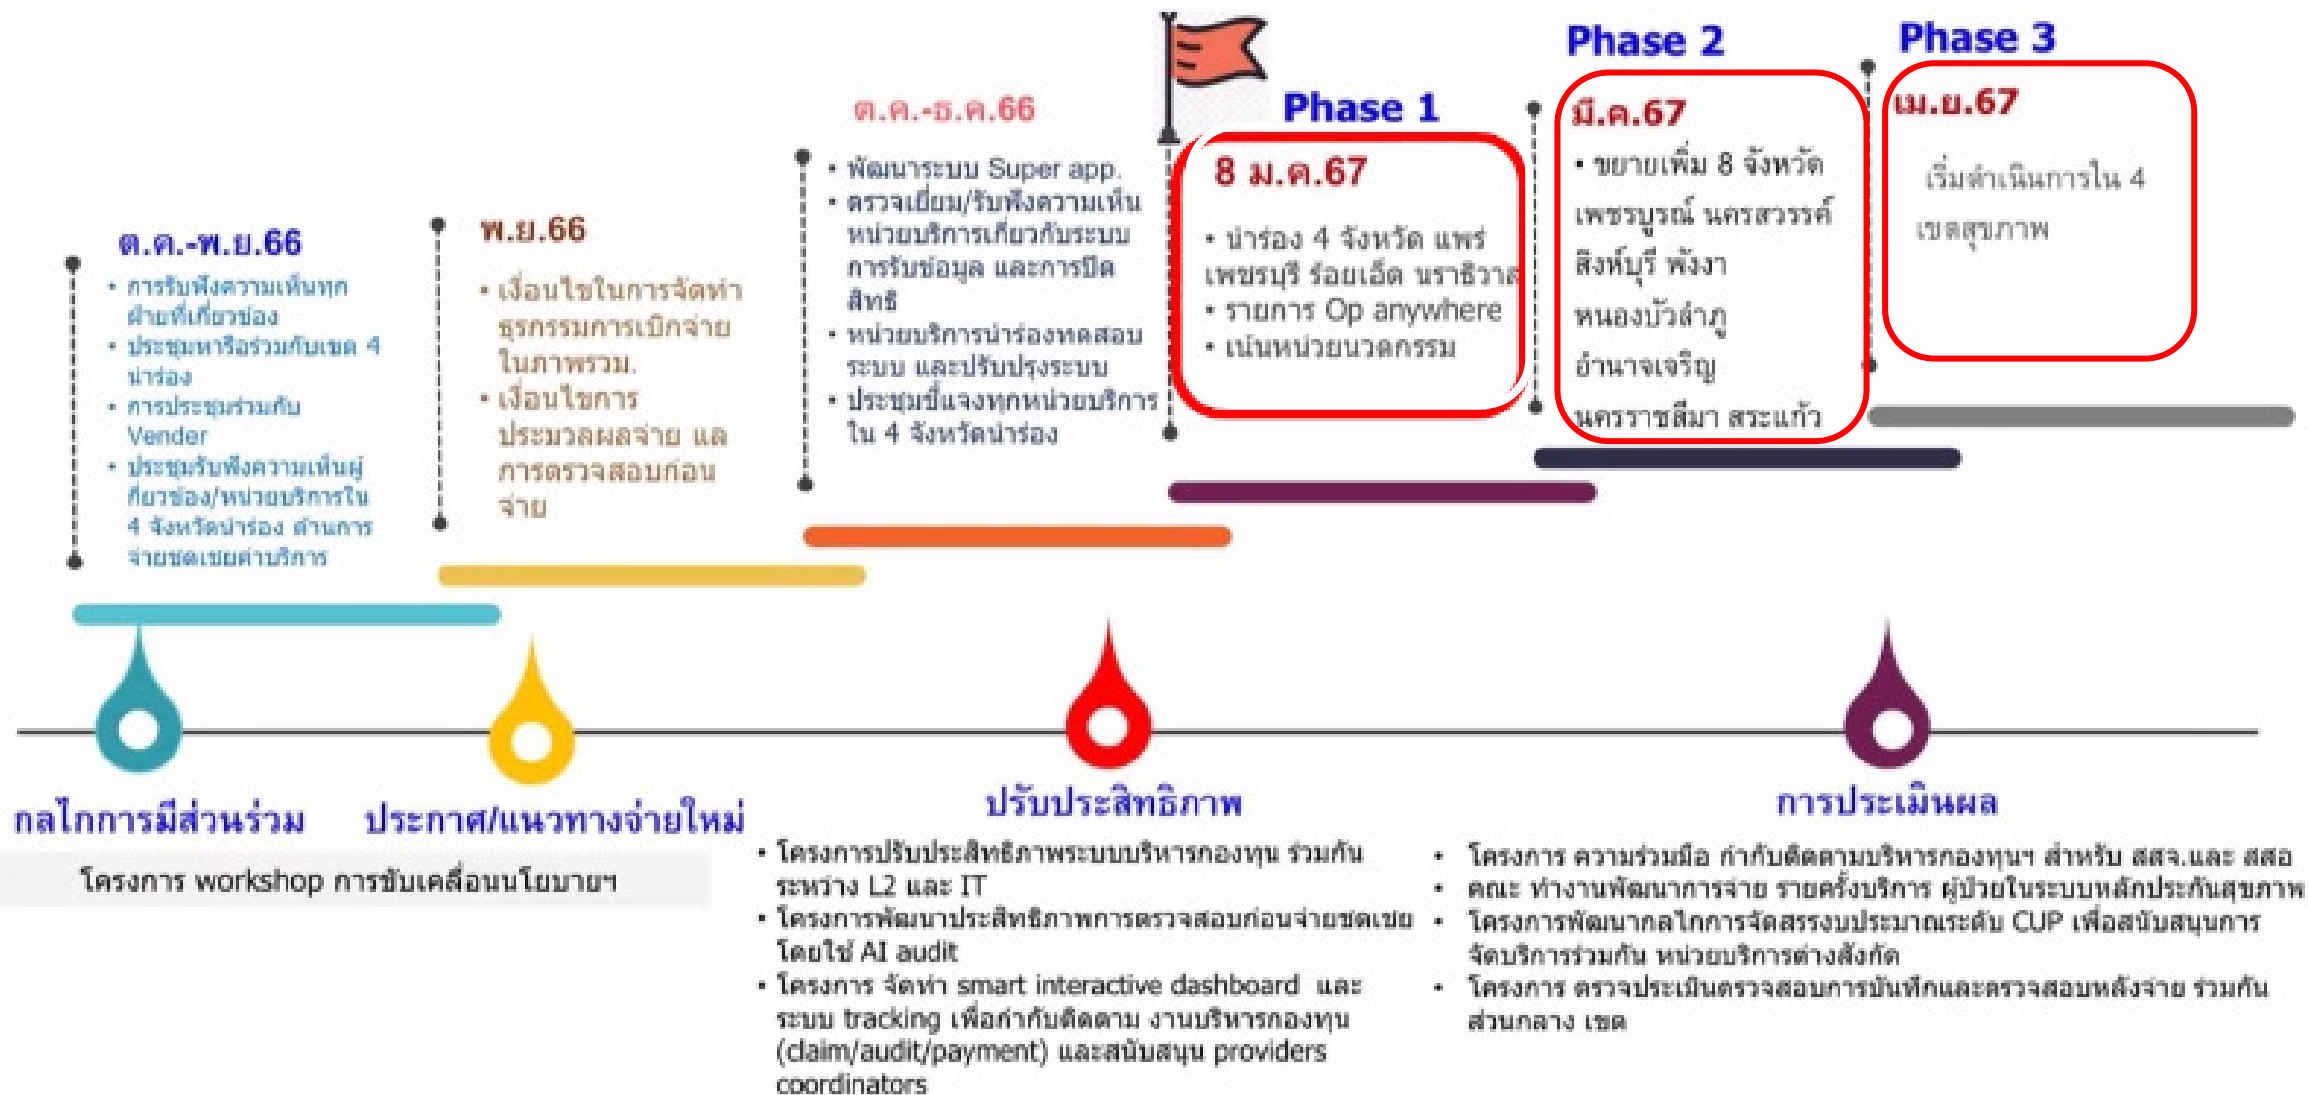 ต.ค.-พ.ย.66
• การรับฟังความเห็นทุก
ฝ่ายที่เกี่ยวข้อง
• ประชุมหารือร่วมกับเขต 4
นำร่อง
• การประชุมร่วมกับ
Vender
• ประชุมรับฟังความเห็นผู้
กี่ยวข้อง/หน่วยบริการใน
4 จังหวัดนำร่อง ด้านการ
จ่ายชดเชยค่าบริการ
พ.ย.66
• เงื่อนไขในการจัดทำ
ธุรกรรมการเบิกจ่าย
ในภาพรวม.
• เงื่อนไขการ
ประมวลผลจ่าย แล
การตรวจสอบก่อน
จ่าย
ต.ค.-ธ.ค.66
• พัฒนาระบบ Super app.
• ตรวจเยี่ยม/รับฟังความเห็น
หน่วยบริการเกี่ยวกับระบบ
การรับข้อมูล และการปิด
สิทธิ
• หน่วยบริการนำร่องทดสอบ
ระบบ และปรับปรุงระบบ
• ประชุมชี้แจงทุกหน่วยบริการ
ใน 4 จังหวัดนำร่อง
Phase 1
8 ม.ค.67
• นำร่อง 4 จังหวัด แพร่
เพชรบุรี ร้อยเอ็ด นราธิวาส
• รายการ Op anywhere
• เน้นหน่วยนวตกรรม
Phase 2
มี.ค.67
• ขยายเพิ่ม 8 จังหวัด
เพชรบูรณ์ นครสวรรค์
สิงห์บุรี พังงา
หนองบัวลำภู
อำนาจเจริญ
นครราชสีมา สระแก้ว
Phase 3
เม.ย.67
เริ่มดำเนินการใน 4
เขตสุขภาพ
กลไกการมีส่วนร่วม
ประกาศ/แนวทางจ่ายใหม่
โครงการ workshop การขับเคลื่อนนโยบายฯ
ปรับประสิทธิภาพ
• โครงการปรับประสิทธิภาพระบบบริหารกองทุน ร่วมกัน
ระหว่าง L2 และ IT
• โครงการพัฒนาประสิทธิภาพการตรวจสอบก่อนจ่ายชดเชย
โดยใช้ AI audit
• โครงการ จัดทำ smart interactive dashboard และ
ระบบ tracking เพื่อกำกับติดตาม งานบริหารกองทุน
(claim/audit/payment) และสนับสนุน providers
coordinators
การประเมินผล
• โครงการ ความร่วมมือ กำกับติดตามบริหารกองทุนฯ สำหรับ สสจ.และ สสอ
• คณะ ทำงานพัฒนาการจ่าย รายครั้งบริการ ผู้ป่วยในระบบหลักประกันสุขภาพ
• โครงการพัฒนากลไกการจัดสรรงบประมาณระดับ CUP เพื่อสนับสนุนการ
จัดบริการร่วมกัน หน่วยบริการต่างสังกัด
• โครงการ ตรวจประเมินตรวจสอบการบันทึกและตรวจสอบหลังจ่าย ร่วมกัน
ส่วนกลาง เขต